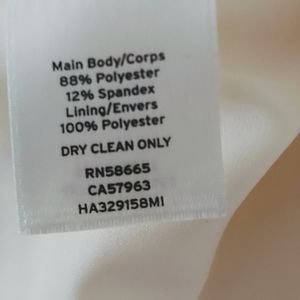 Main Body/Corps
88% Polyester
12% Spandex
Lining/Envers
100% Polyester
DRY CLEAN ONLY
RN58665
CA57963
HA329158MI